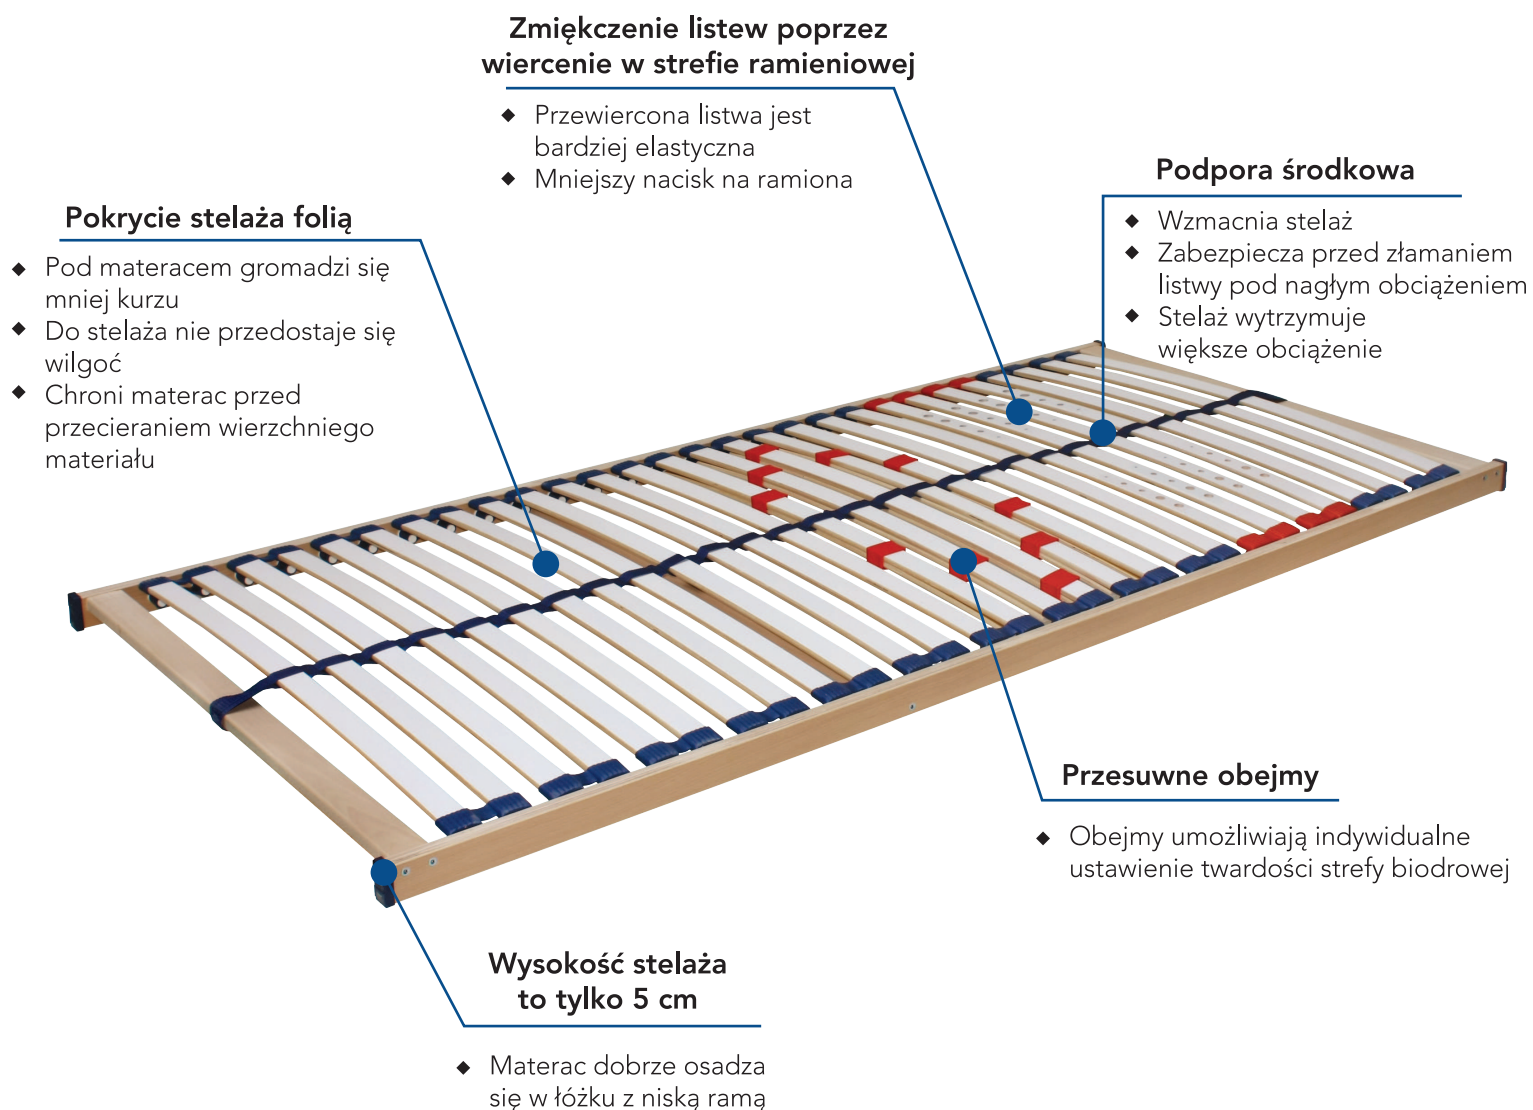 Zmiękczenie listew poprzez
wiercenie w strefie ramieniowej
◆ Przewiercona listwa jest
bardziej elastyczna
◆ Mniejszy nacisk na ramiona
Podpora środkowa
◆ Wzmacnia stelaż
◆ Zabezpiecza przed złamaniem
listwy pod nagłym obciążeniem
◆ Stelaż wytrzymuje
większe obciążenie
Pokrycie stelaża folią
◆ Pod materacem gromadzi się
mniej kurzu
◆ Do stelaża nie przedostaje się
wilgoć
◆ Chroni materac przed
przecieraniem wierzchniego
materiału
Przesuwne obejmy
◆ Obejmy umożliwiają indywidualne
ustawienie twardości strefy biodrowej
Wysokość stelaża
to tylko 5 cm
◆ Materac dobrze osadza
się w łóżku z niską ramą